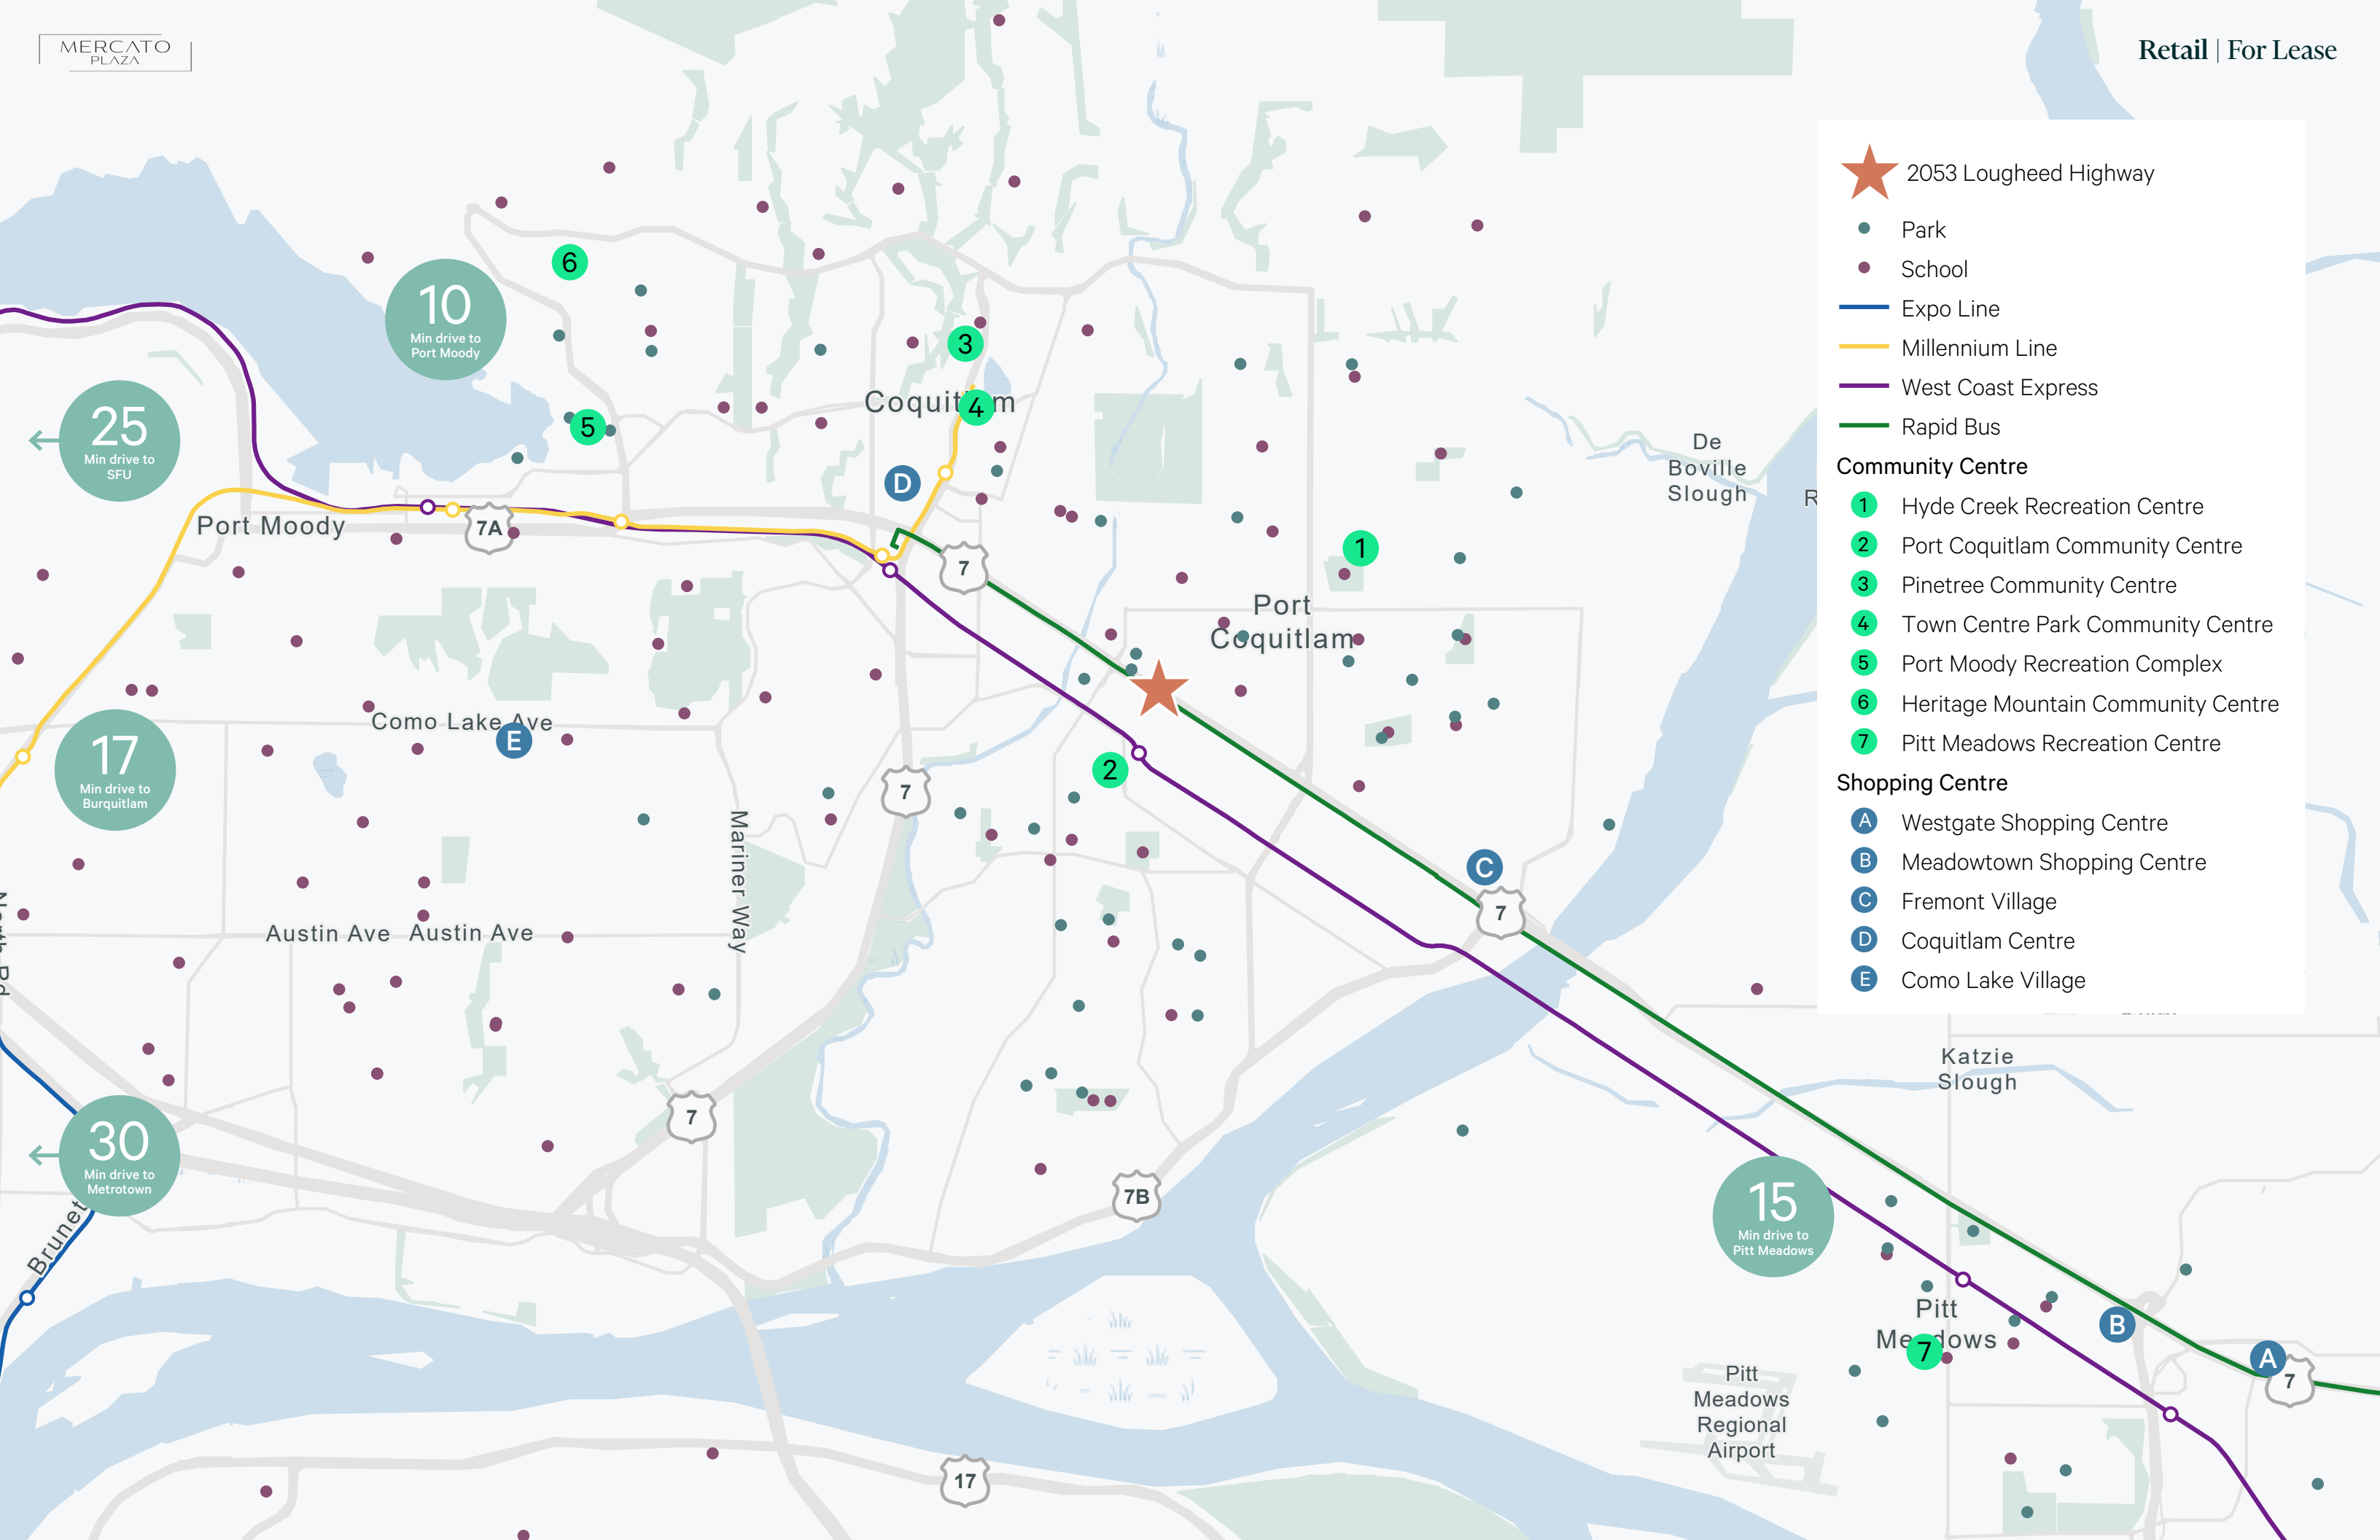 MERCATO
PLAZA
Retail | For Lease
2053 Lougheed Highway
Park
School
Expo Line
Millennium Line
West Coast Express
Rapid Bus
Community Centre
1 Hyde Creek Recreation Centre
2 Port Coquitlam Community Centre
3 Pinetree Community Centre
4 Town Centre Park Community Centre
5 Port Moody Recreation Complex
6 Heritage Mountain Community Centre
7 Pitt Meadows Recreation Centre
Shopping Centre
A Westgate Shopping Centre
B Meadowtown Shopping Centre
C Fremont Village
D Coquitlam Centre
E Como Lake Village
6
10
Min drive to
Port Moody
3
Coquitlam
4
25
Min drive to
SFU
5
D
De
Boville
Slough
R
Port Moody
7A
7
1
Port
Coquitlam
Como Lake Ave
E
17
Min drive to
Burquitlam
2
7
Mariner Way
C
7
Austin Ave Austin Ave
Katzie
Slough
7
30
Min drive to
Metrotown
7B
15
Min drive to
Pitt Meadows
Brunet
Pitt
Meadows
7
B
A
7
Pitt
Meadows
Regional
Airport
17